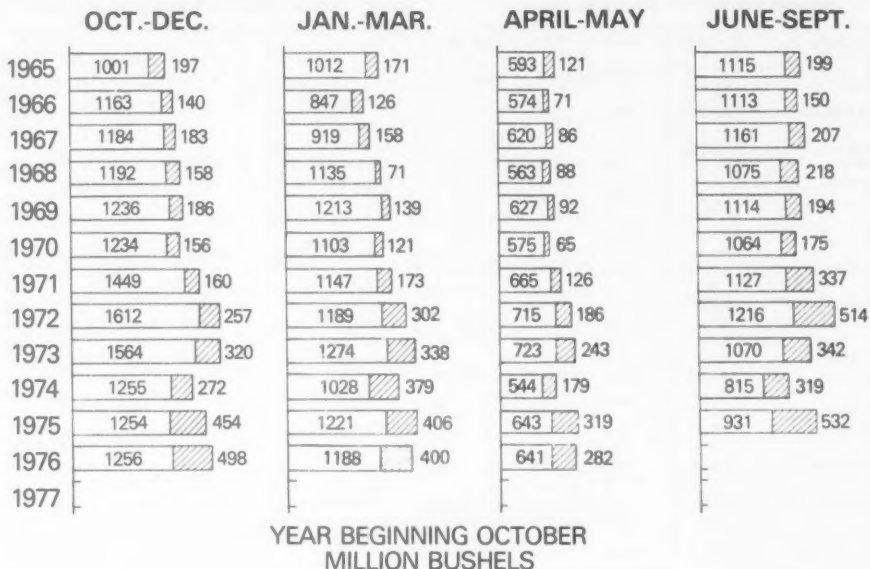 OCT.-DEC. JAN.-MAR. APRIL-MAY JUNE-SEPT.
1965 1001 197 1012 171 593 121 1115 199
1966 1163 140 847 126 574 71 1113 150
1967 1184 183 919 158 620 86 1161 207
1968 1192 158 1135 71 563 88 1075 218
1969 1236 186 1213 139 627 92 1114 194
1970 1234 156 1103 121 575 65 1064 175
1971 1449 160 1147 173 665 126 1127 337
1972 1612 257 1189 302 715 186 1216 514
1973 1564 320 1274 338 723 243 1070 342
1974 1255 272 1028 379 544 179 815 319
1975 1254 454 1221 406 643 319 931 532
1976 1256 498 1188 400 641 282
1977
YEAR BEGINNING OCTOBER
MILLION BUSHELS